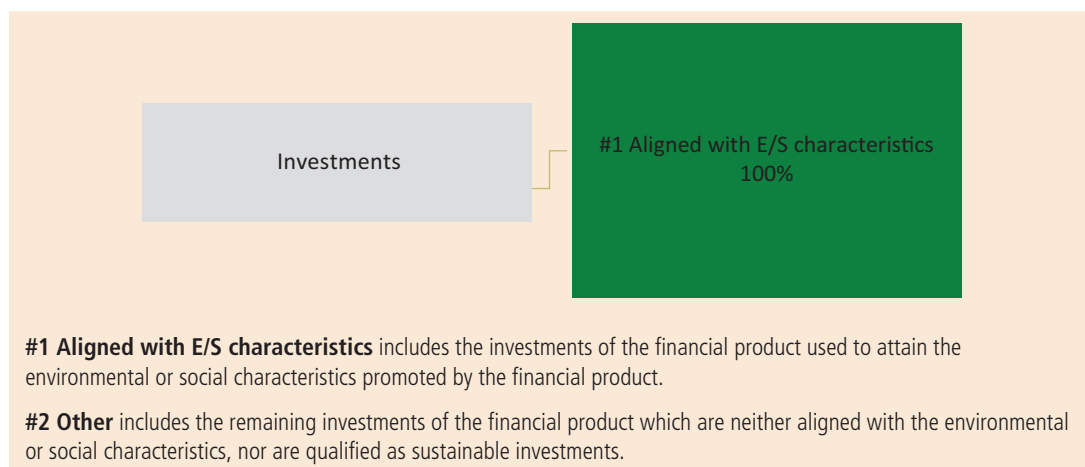 Investments
#1 Aligned with E/S characteristics
100%
#1 Aligned with E/S characteristics includes the investments of the financial product used to attain the
environmental or social characteristics promoted by the financial product.
#2 Other includes the remaining investments of the financial product which are neither aligned with the environmental
or social characteristics, nor are qualified as sustainable investments.